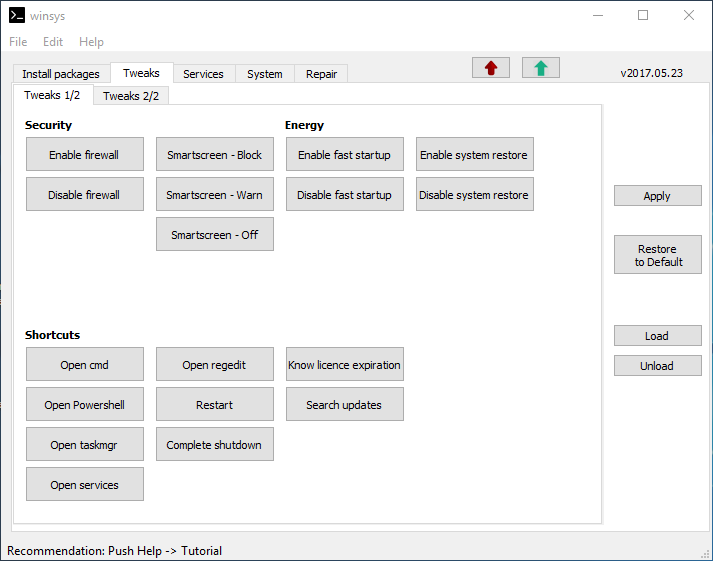 winsys
File Edit Help
Install packages Tweaks Services System Repair v2017.05.23
Tweaks 1/2 Tweaks 2/2
Security Energy
Enable firewall Smartscreen - Block Enable fast startup Enable system restore
Disable firewall Smartscreen - Warn Disable fast startup Disable system restore
Apply
Smartscreen - Off
Restore
to Default
Shortcuts
Load
Open cmd Open regedit Know licence expiration
Unload
Open Powershell Restart Search updates
Open taskmgr Complete shutdown
Open services
Recommendation: Push Help -> Tutorial